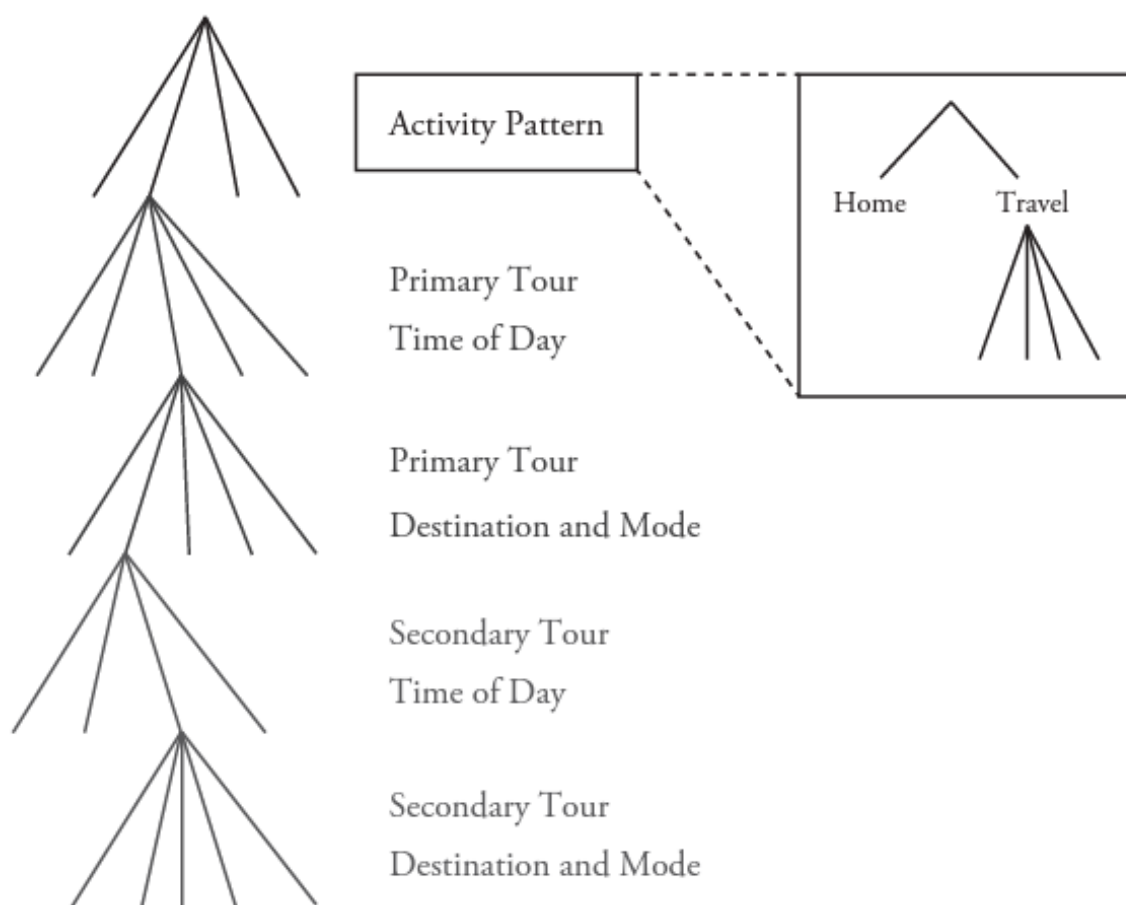 Activity Pattern
Home
Travel
Primary Tour
Time of Day
Primary Tour
Destination and Mode
Secondary Tour
Time of Day
Secondary Tour
Destination and Mode